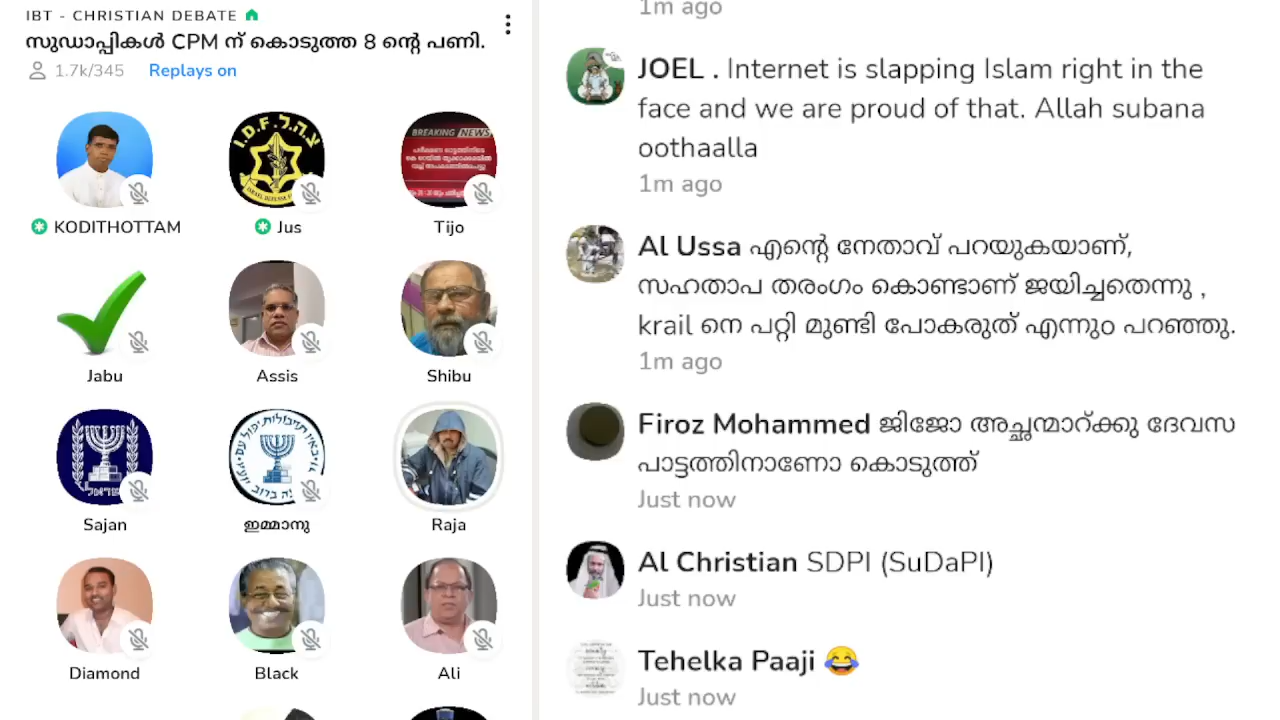 IBT - CHRISTIAN DEBATE
സുഡാപ്പികൾ CPM ന് കൊടുത്ത 8 ന്റെ പണി.
1.7k/345 Replays on
I.D.F. צ.ה.ל.
BREAKING NEWS
KODITHOTTAM
Jus
Tijo
Jabu
Assis
Shibu
ישראל
Sajan
ഇമ്മാനു
Raja
Diamond
Black
Ali
1m ago
JOEL . Internet is slapping Islam right in the
face and we are proud of that. Allah subana
oothaalla
1m ago
Al Ussa എന്റെ നേതാവ് പറയുകയാണ്,
സഹതാപ തരംഗം കൊണ്ടാണ് ജയിച്ചതെന്നു ,
krail നെ പറ്റി മുണ്ടി പോകരുത് എന്നുo പറഞ്ഞു.
1m ago
Firoz Mohammed ജിജോ അച്ഛന്മാറ്ക്കു ദേവസ
പാട്ടത്തിനാണോ കൊടുത്ത്
Just now
Al Christian SDPI (SuDaPI)
Just now
Tehelka Paaji 😂
Just now